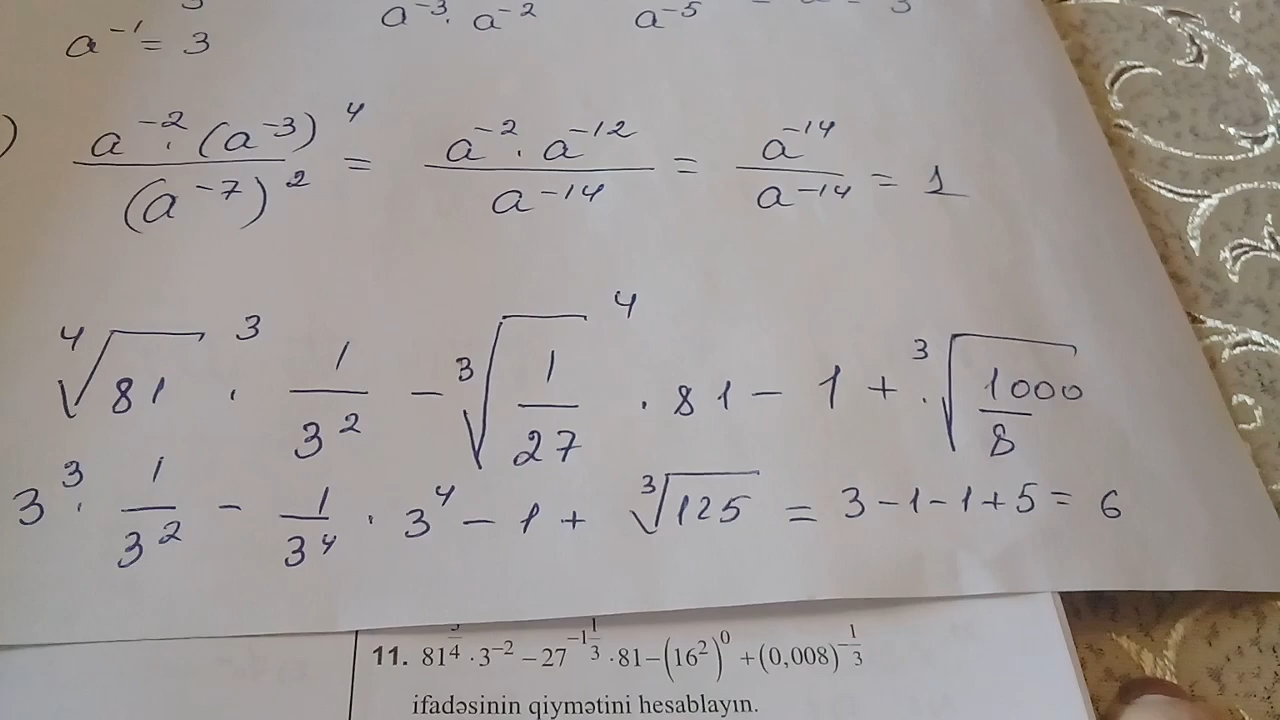 a⁻¹ = 3
a⁻³ · a⁻² a⁻⁵ 3
) (a⁻² · (a⁻³)⁴)/((a⁻⁷)²) = (a⁻² · a⁻¹²)/(a⁻¹⁴) = a⁻¹⁴/a⁻¹⁴ = 1
⁴√81³ · 1/3² - ³√(1/27)⁴ · 81 - 1 + · ³√(1000/8)
3³ · 1/3² - 1/3⁴ · 3⁴ - 1 + ³√125 = 3-1-1+5 = 6
11. 81^(3/4) · 3⁻² – 27^(-1 1/3) · 81 – (16²)⁰ + (0,008)^(-1/3)
ifadəsinin qiymətini hesablayın.